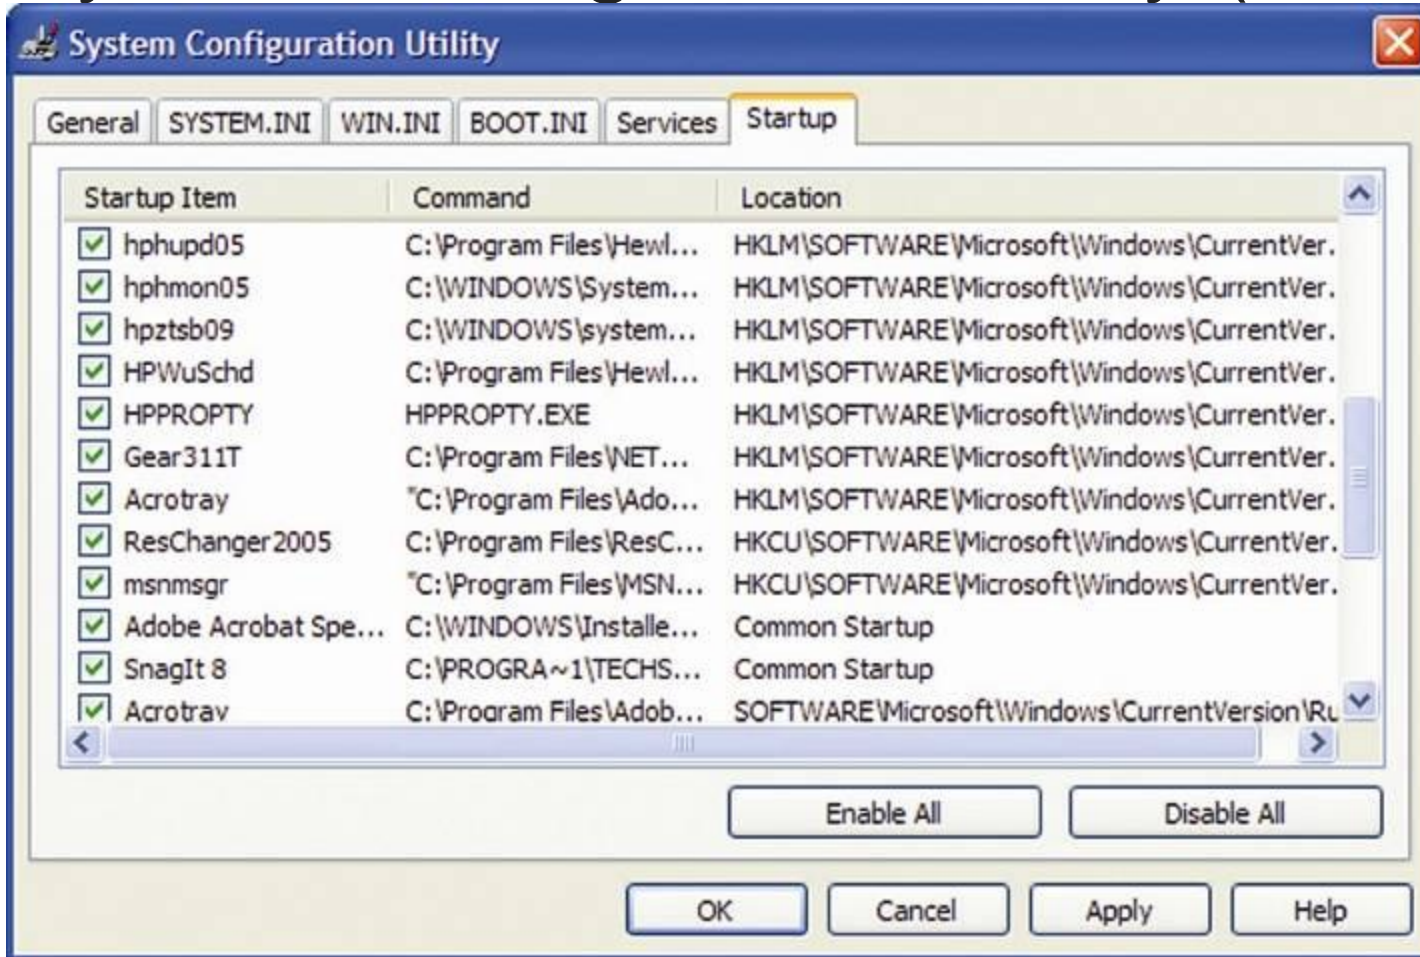 System Configuration Utility
General SYSTEM.INI WIN.INI BOOT.INI Services Startup
Startup Item Command Location
hphupd05 C:\Program Files\Hewl... HKLM\SOFTWARE\Microsoft\Windows\CurrentVer.
hphmon05 C:\WINDOWS\System... HKLM\SOFTWARE\Microsoft\Windows\CurrentVer.
hpztsb09 C:\WINDOWS\system... HKLM\SOFTWARE\Microsoft\Windows\CurrentVer.
HPWuSchd C:\Program Files\Hewl... HKLM\SOFTWARE\Microsoft\Windows\CurrentVer.
HPPROPTY HPPROPTY.EXE HKLM\SOFTWARE\Microsoft\Windows\CurrentVer.
Gear311T C:\Program Files\NET... HKLM\SOFTWARE\Microsoft\Windows\CurrentVer.
Acrotray "C:\Program Files\Ado... HKLM\SOFTWARE\Microsoft\Windows\CurrentVer.
ResChanger2005 C:\Program Files\ResC... HKCU\SOFTWARE\Microsoft\Windows\CurrentVer.
msnmsgr "C:\Program Files\MSN... HKCU\SOFTWARE\Microsoft\Windows\CurrentVer.
Adobe Acrobat Spe... C:\WINDOWS\Installe... Common Startup
SnagIt 8 C:\PROGRA~1\TECHS... Common Startup
Acrotray C:\Program Files\Adob... SOFTWARE\Microsoft\Windows\CurrentVersion\Ru
Enable All Disable All
OK Cancel Apply Help